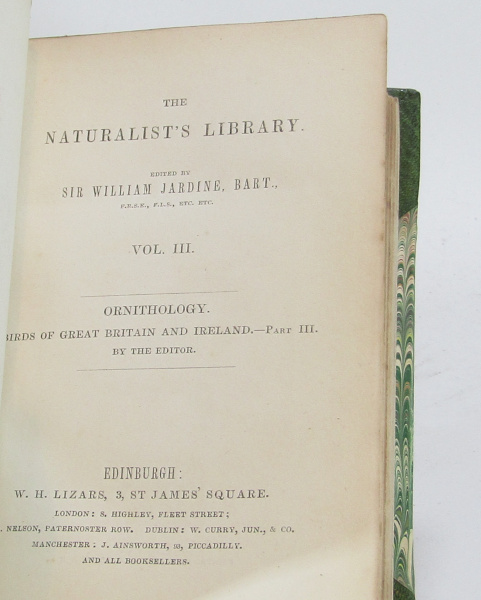 THE
NATURALIST'S LIBRARY.
EDITED BY
SIR WILLIAM JARDINE, BART.,
F.R.S.E., F.L.S., ETC. ETC.
VOL. III.
ORNITHOLOGY.
BIRDS OF GREAT BRITAIN AND IRELAND.—PART III.
BY THE EDITOR.
EDINBURGH:
W. H. LIZARS, 3, ST JAMES' SQUARE.
LONDON: S. HIGHLEY, FLEET STREET;
NELSON, PATERNOSTER ROW. DUBLIN: W. CURRY, JUN., & CO.
MANCHESTER: J. AINSWORTH, PICCADILLY.
AND ALL BOOKSELLERS.